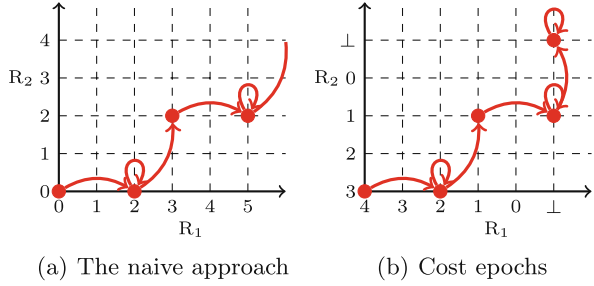 4
3
R₂
2
1
0
0 1 2 3 4 5
R₁
(a) The naive approach
⊥
0
R₂
1
2
3
4 3 2 1 0 ⊥
R₁
(b) Cost epochs